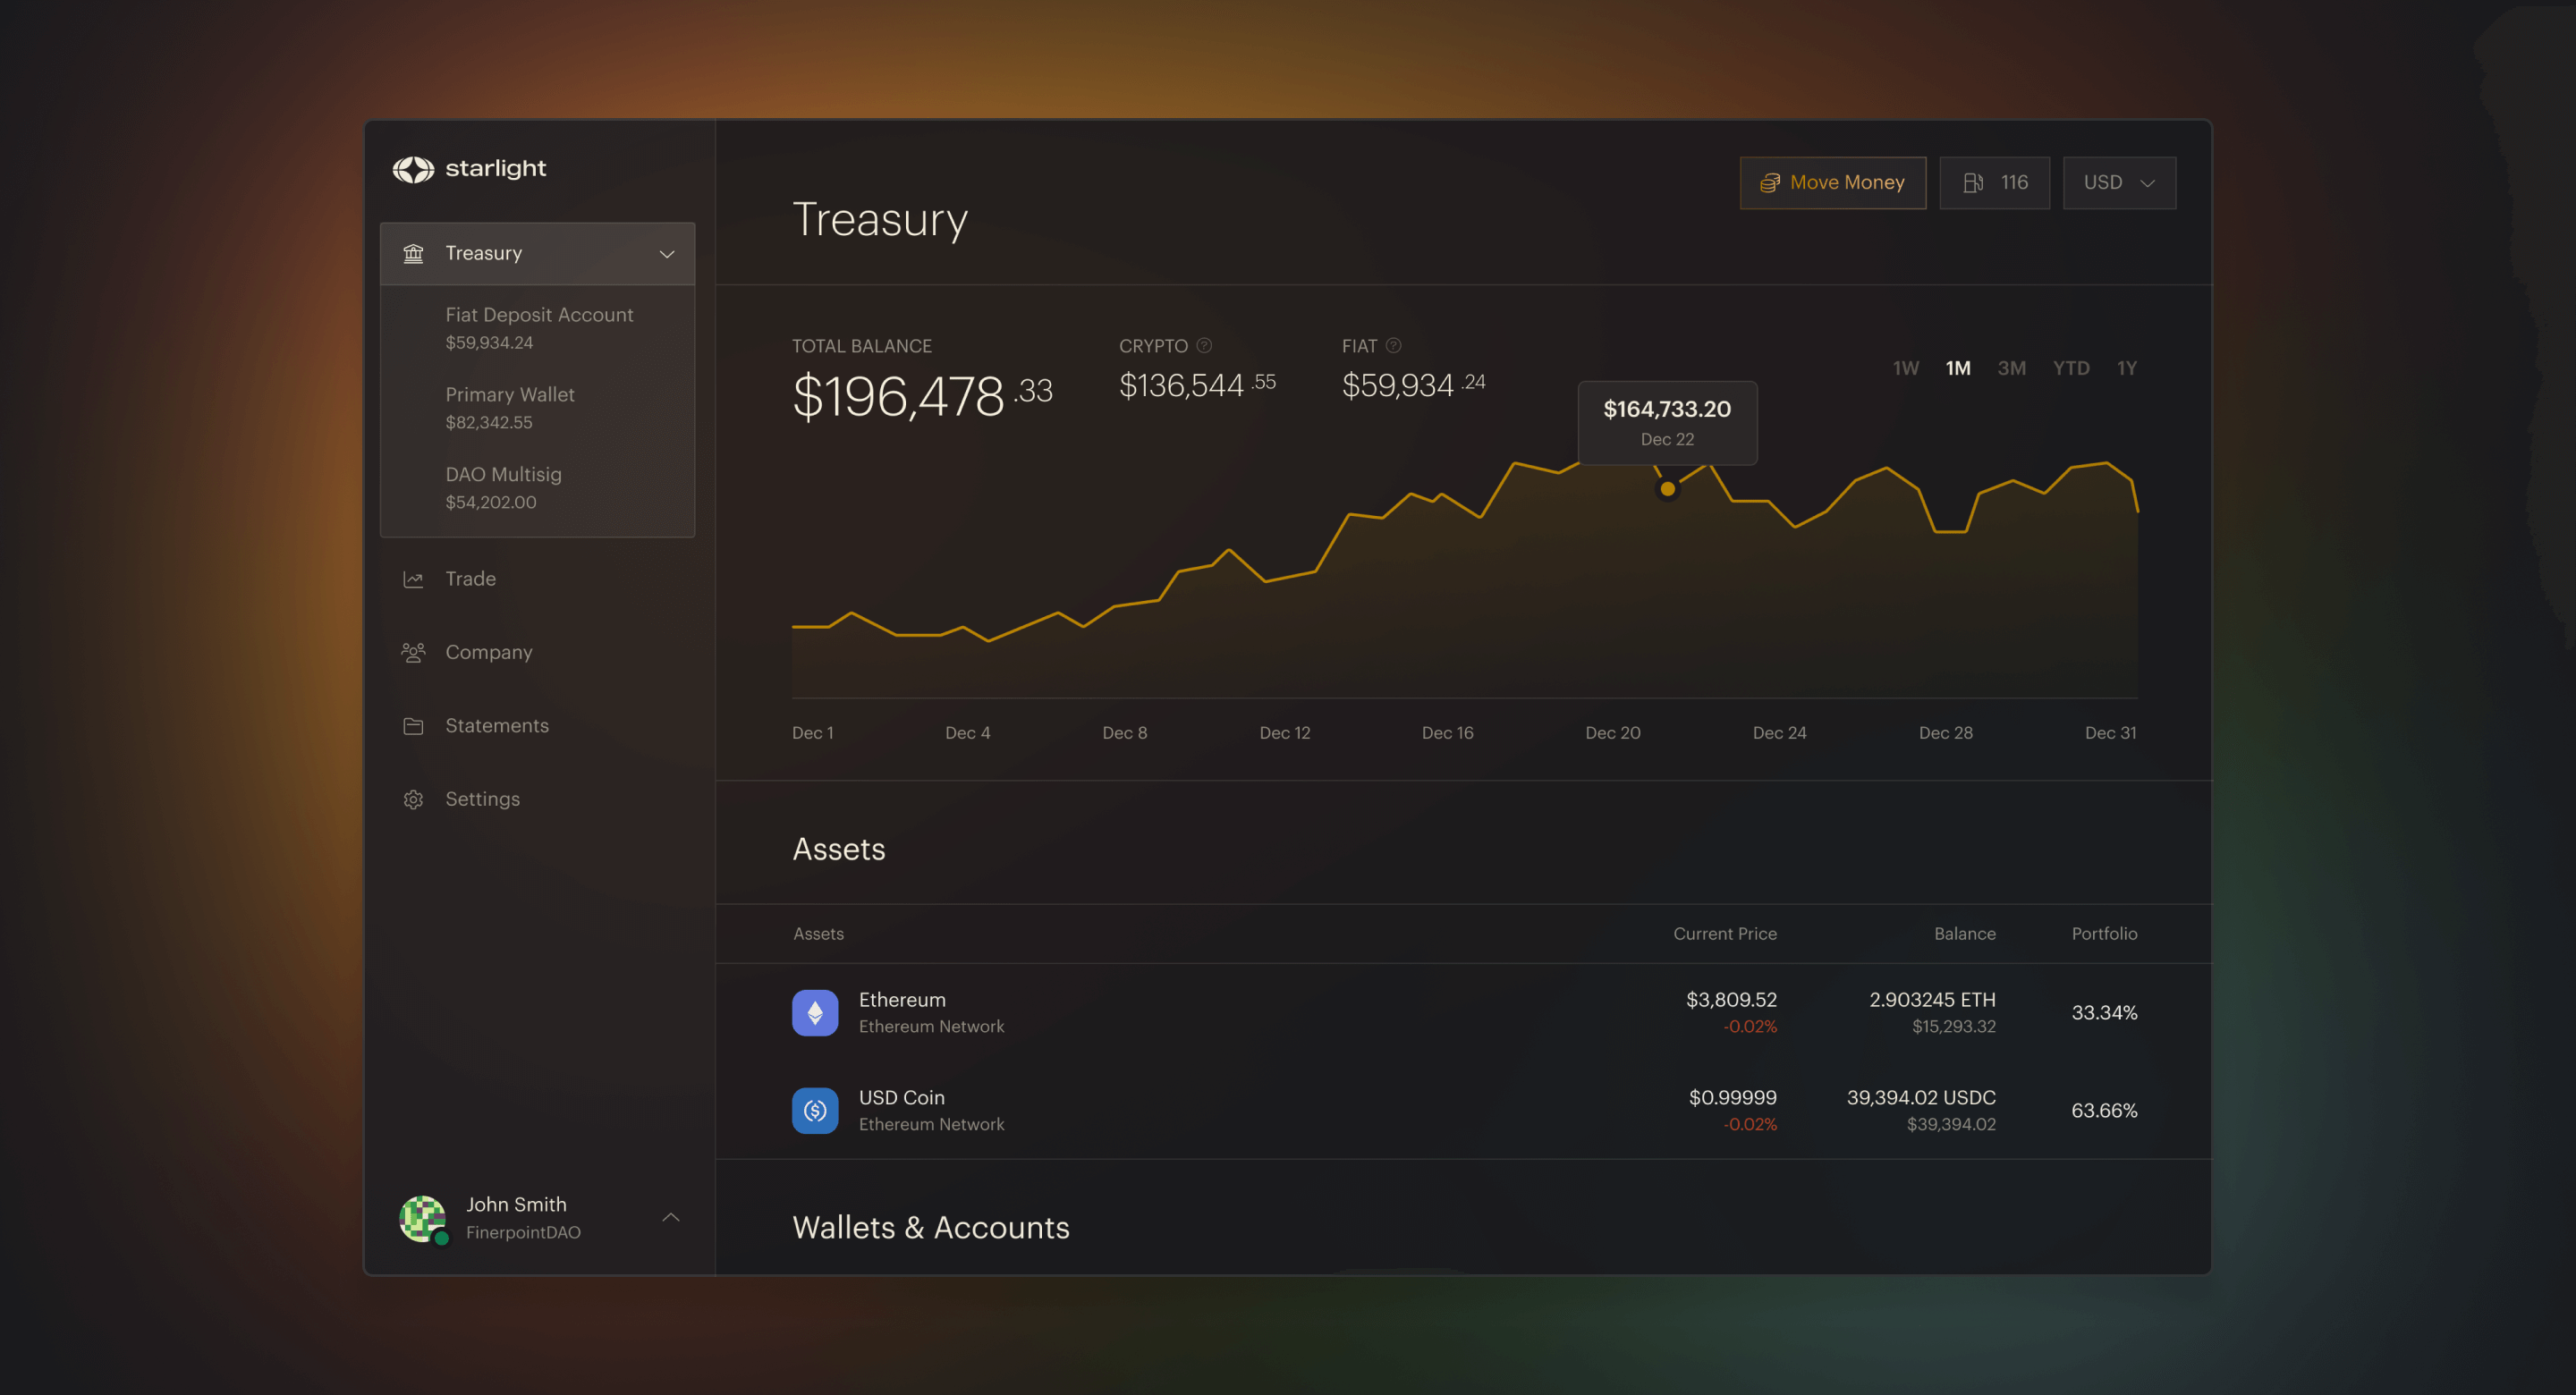 starlight
Treasury
Fiat Deposit Account
$59,934.24
Primary Wallet
$82,342.55
DAO Multisig
$54,202.00
Trade
Company
Statements
Settings
John Smith
FinerpointDAO
Treasury
Move Money
116
USD
TOTAL BALANCE
$196,478.33
CRYPTO
$136,544.55
FIAT
$59,934.24
1W 1M 3M YTD 1Y
$164,733.20
Dec 22
Dec 1 Dec 4 Dec 8 Dec 12 Dec 16 Dec 20 Dec 24 Dec 28 Dec 31
Assets
Assets Current Price Balance Portfolio
Ethereum $3,809.52 2.903245 ETH 33.34%
Ethereum Network -0.02% $15,293.32
USD Coin $0.99999 39,394.02 USDC 63.66%
Ethereum Network -0.02% $39,394.02
Wallets & Accounts